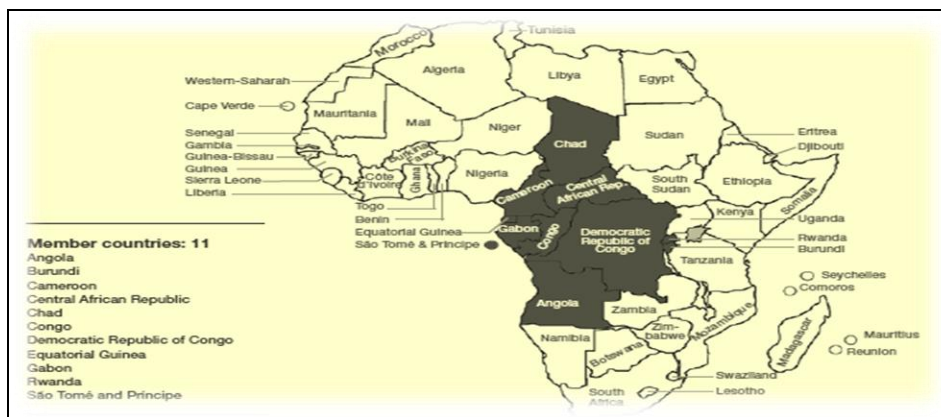 Tunisia
Morocco
Algeria
Libya
Egypt
Western-Saharah
Cape Verde
Mauritania
Mali
Niger
Chad
Sudan
Eritrea
Djibouti
Senegal
Gambia
Guinea-Bissau
Guinea
Sierra Leone
Liberia
Burkina
Faso
Côte
d'Ivoire
Ghana
Nigeria
Togo
Benin
Cameroon
Central
African Rep.
South
Sudan
Ethiopia
Somalia
Equatorial Guinea
São Tomé & Príncipe
Gabon
Congo
Democratic
Republic of
Congo
Kenya
Uganda
Rwanda
Burundi
Tanzania
Seychelles
Comoros
Angola
Zambia
Mozambique
Zim-
babwe
Namibia
Botswana
Madagascar
Mauritius
Reunion
Swaziland
Lesotho
South
Africa
Member countries: 11
Angola
Burundi
Cameroon
Central African Republic
Chad
Congo
Democratic Republic of Congo
Equatorial Guinea
Gabon
Rwanda
São Tomé and Príncipe